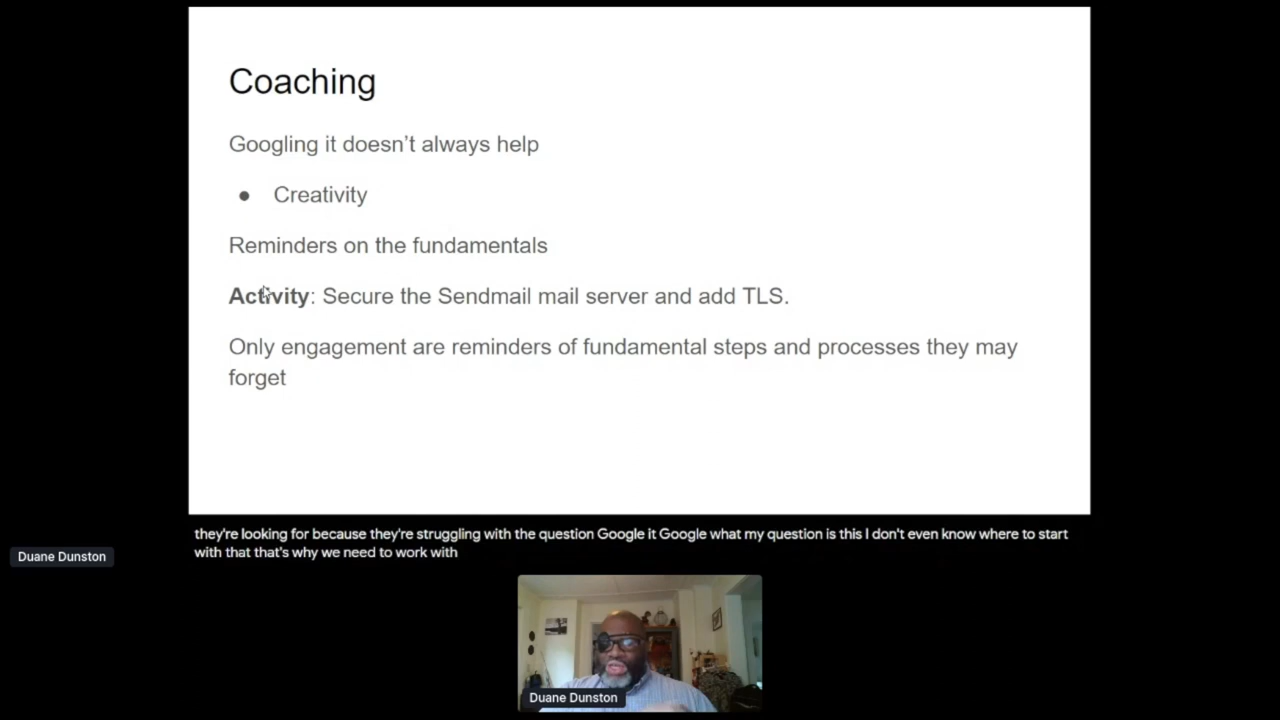 Coaching
Googling it doesn’t always help
● Creativity
Reminders on the fundamentals
Activity: Secure the Sendmail mail server and add TLS.
Only engagement are reminders of fundamental steps and processes they may
forget
they're looking for because they're struggling with the question Google it Google what my question is this I don't even know where to start
with that that's why we need to work with
Duane Dunston
Duane Dunston